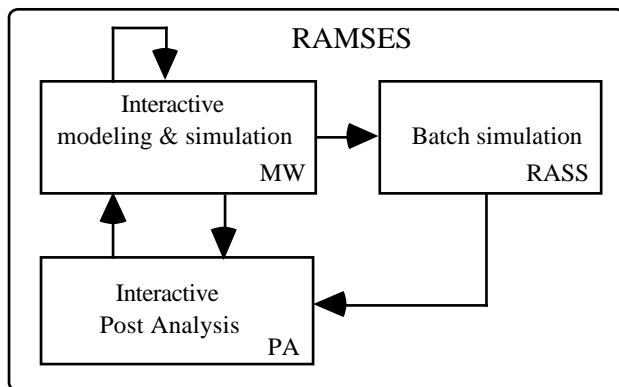 RAMSES
Interactive
modeling & simulation
MW
Batch simulation
RASS
Interactive
Post Analysis
PA